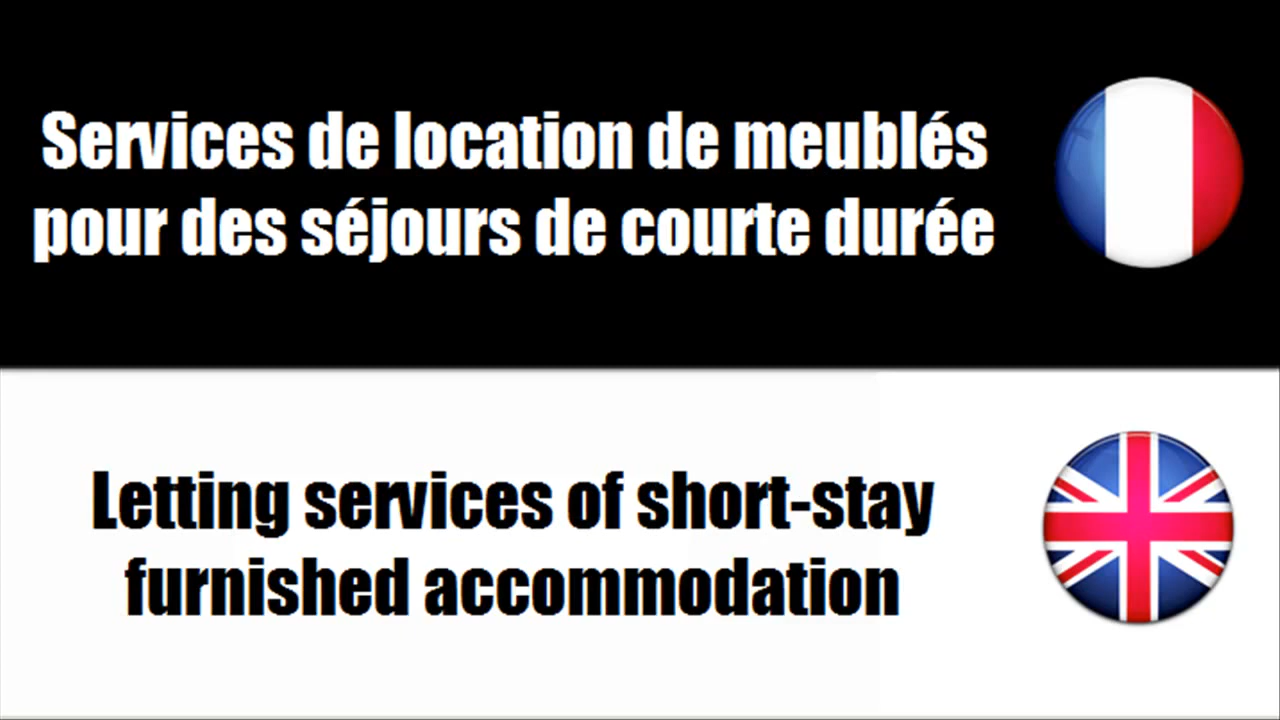 Services de location de meublés
pour des séjours de courte durée
Letting services of short-stay
furnished accommodation